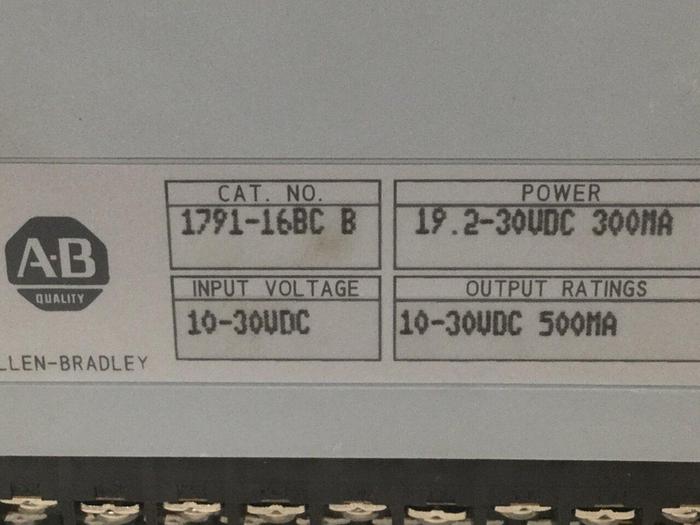 CAT. NO.
1791-16BC B
POWER
19.2-30VDC 300MA
A-B
QUALITY
INPUT VOLTAGE
10-30VDC
OUTPUT RATINGS
10-30VDC 500MA
LLEN-BRADLEY